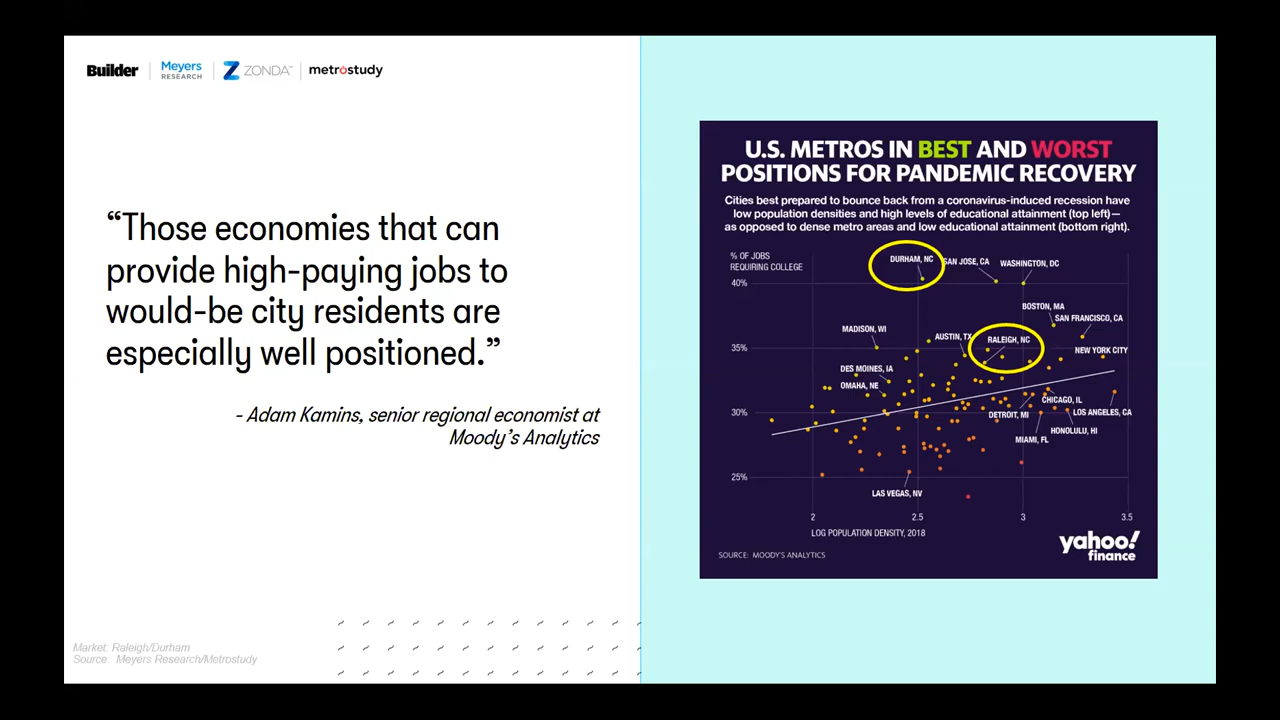 Builder
Meyers
RESEARCH
ZONDA™
metrostudy
“Those economies that can
provide high-paying jobs to
would-be city residents are
especially well positioned.”
- Adam Kamins, senior regional economist at
Moody’s Analytics
Market: Raleigh/Durham
Source: Meyers Research/Metrostudy
U.S. METROS IN BEST AND WORST
POSITIONS FOR PANDEMIC RECOVERY
Cities best prepared to bounce back from a coronavirus-induced recession have
low population densities and high levels of educational attainment (top left)—
as opposed to dense metro areas and low educational attainment (bottom right).
% OF JOBS
REQUIRING COLLEGE
DURHAM, NC
SAN JOSE, CA
WASHINGTON, DC
40%
BOSTON, MA
SAN FRANCISCO, CA
MADISON, WI
AUSTIN, TX
RALEIGH, NC
35%
NEW YORK CITY
DES MOINES, IA
OMAHA, NE
CHICAGO, IL
30%
DETROIT, MI
LOS ANGELES, CA
HONOLULU, HI
MIAMI, FL
25%
LAS VEGAS, NV
2
2.5
3
3.5
LOG POPULATION DENSITY, 2018
SOURCE: MOODY'S ANALYTICS
yahoo!
finance